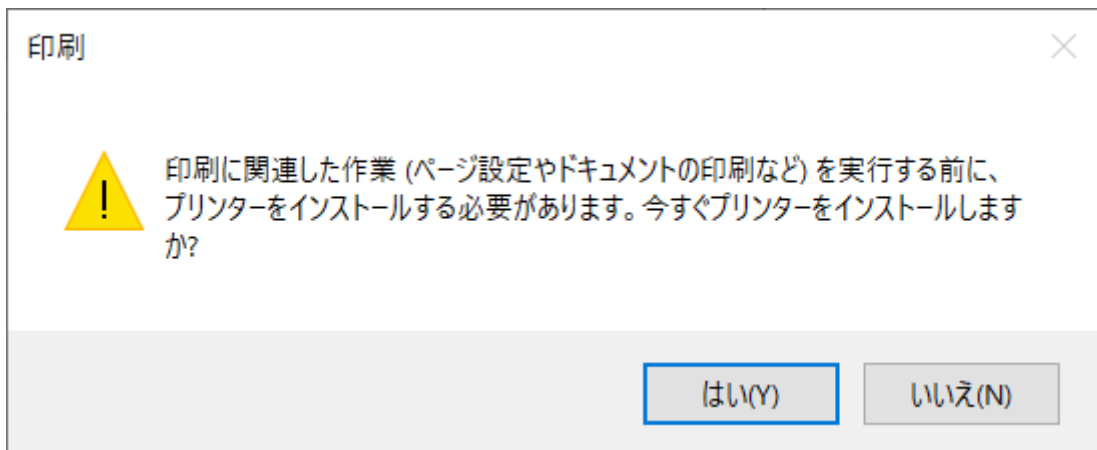 印刷
印刷に関連した作業 (ページ設定やドキュメントの印刷など) を実行する前に、
プリンターをインストールする必要があります。今すぐプリンターをインストールします
か?
はい(Y)
いいえ(N)